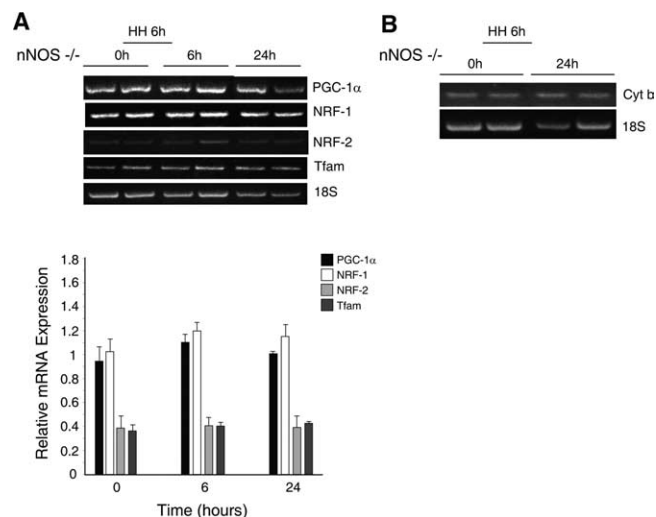 A
HH 6h
nNOS -/-
0h 6h 24h
PGC-1α
NRF-1
NRF-2
Tfam
18S
B
HH 6h
nNOS -/-
0h 24h
Cyt b
18S
Relative mRNA Expression
1.8
1.6
1.4
1.2
1
0.8
0.6
0.4
0.2
0
0 6 24
Time (hours)
PGC-1α
NRF-1
NRF-2
Tfam